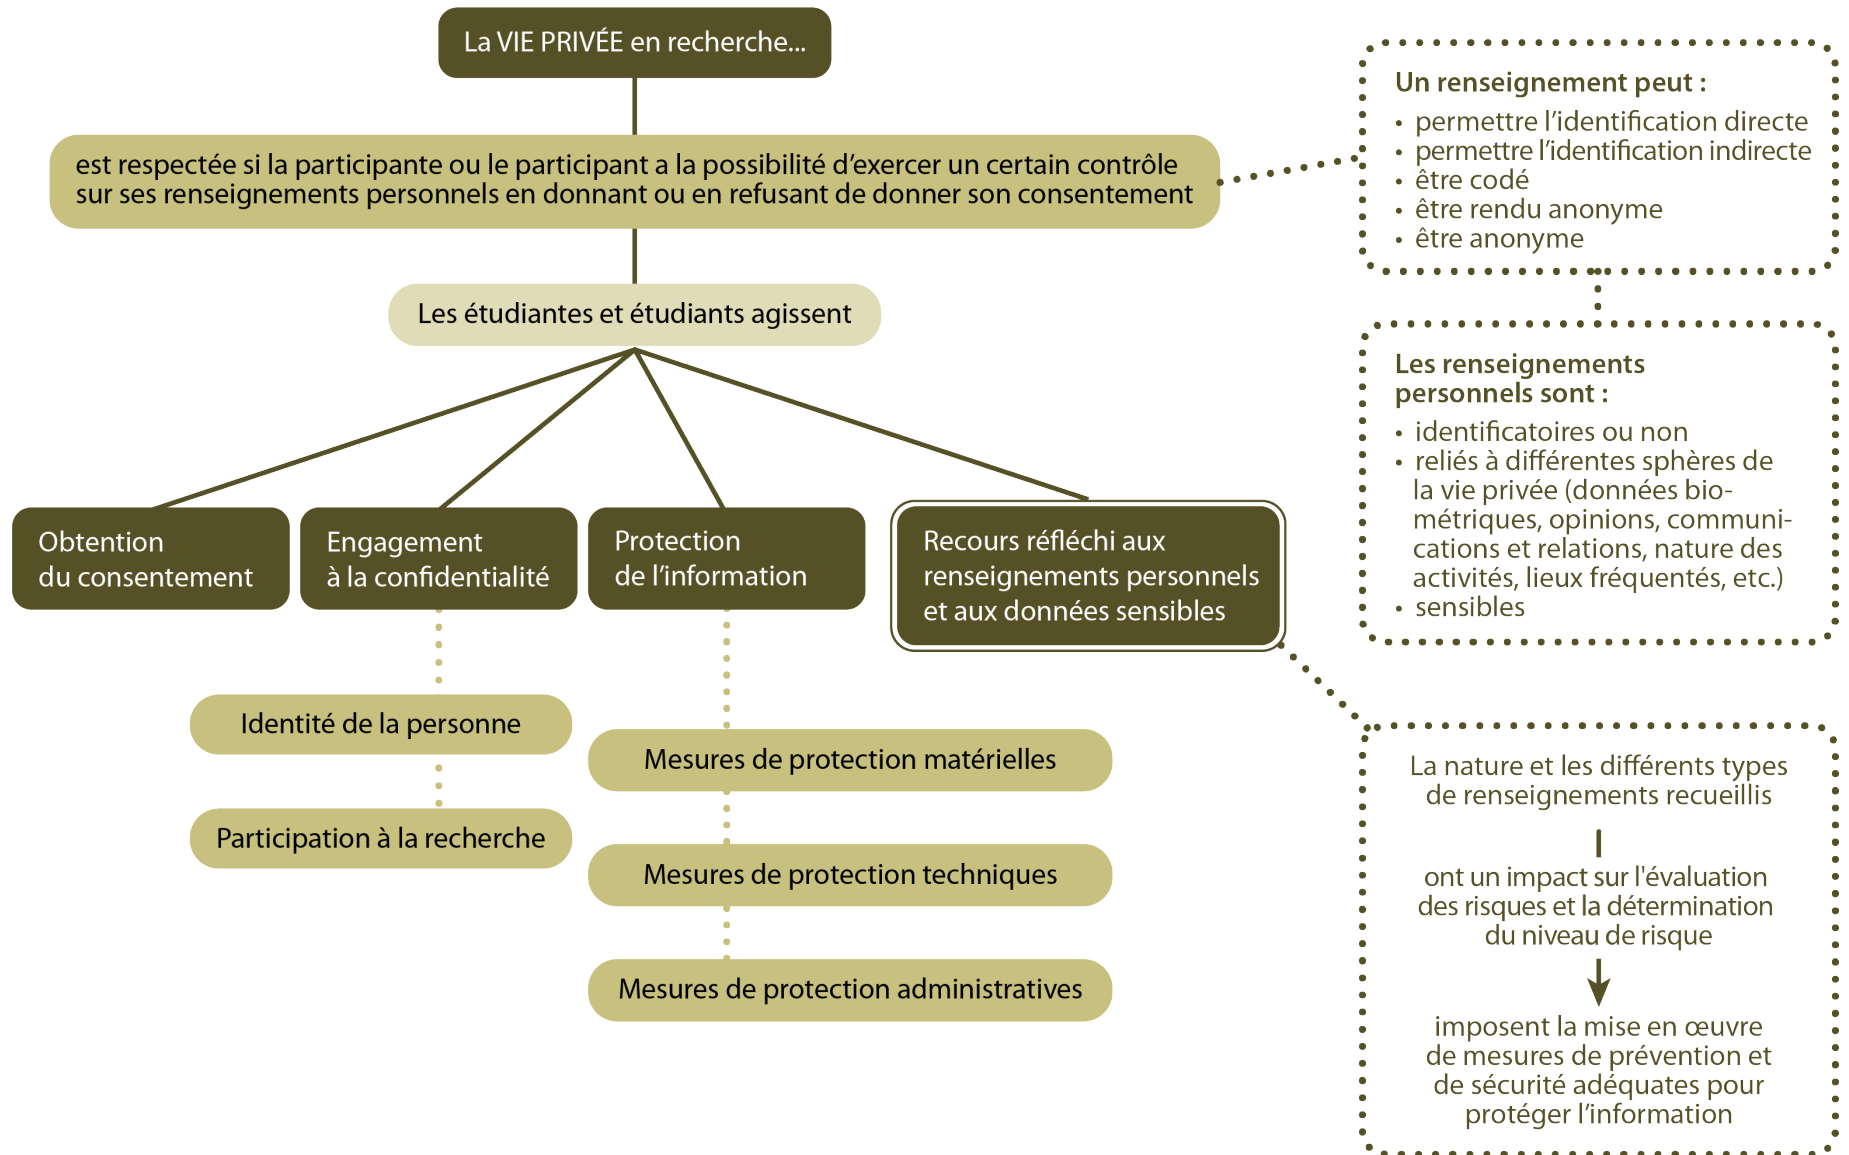 La VIE PRIVÉE en recherche...
est respectée si la participante ou le participant a la possibilité d’exercer un certain contrôle
sur ses renseignements personnels en donnant ou en refusant de donner son consentement
Les étudiantes et étudiants agissent
Obtention
du consentement
Engagement
à la confidentialité
Identité de la personne
Participation à la recherche
Protection
de l’information
Mesures de protection matérielles
Mesures de protection techniques
Mesures de protection administratives
Recours réfléchi aux
renseignements personnels
et aux données sensibles
Un renseignement peut :
• permettre l’identification directe
• permettre l’identification indirecte
• être codé
• être rendu anonyme
• être anonyme
Les renseignements
personnels sont :
• identificatoires ou non
• reliés à différentes sphères de
la vie privée (données bio-
métriques, opinions, communi-
cations et relations, nature des
activités, lieux fréquentés, etc.)
• sensibles
La nature et les différents types
de renseignements recueillis
ont un impact sur l'évaluation
des risques et la détermination
du niveau de risque
imposent la mise en œuvre
de mesures de prévention et
de sécurité adéquates pour
protéger l’information